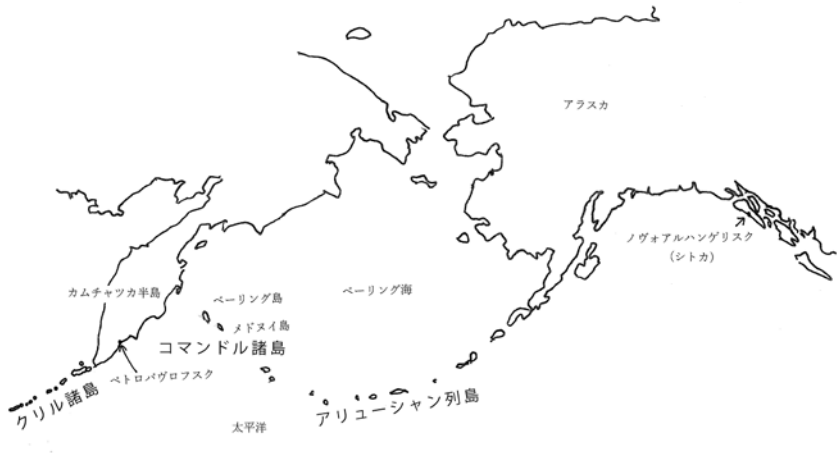 アラスカ
ノヴォアルハンゲリスク
(シトカ)
カムチャツカ半島
ベーリング島
ベーリング海
メドヌイ島
コマンドル諸島
ペトロパヴロフスク
クリル諸島
アリューシャン列島
太平洋